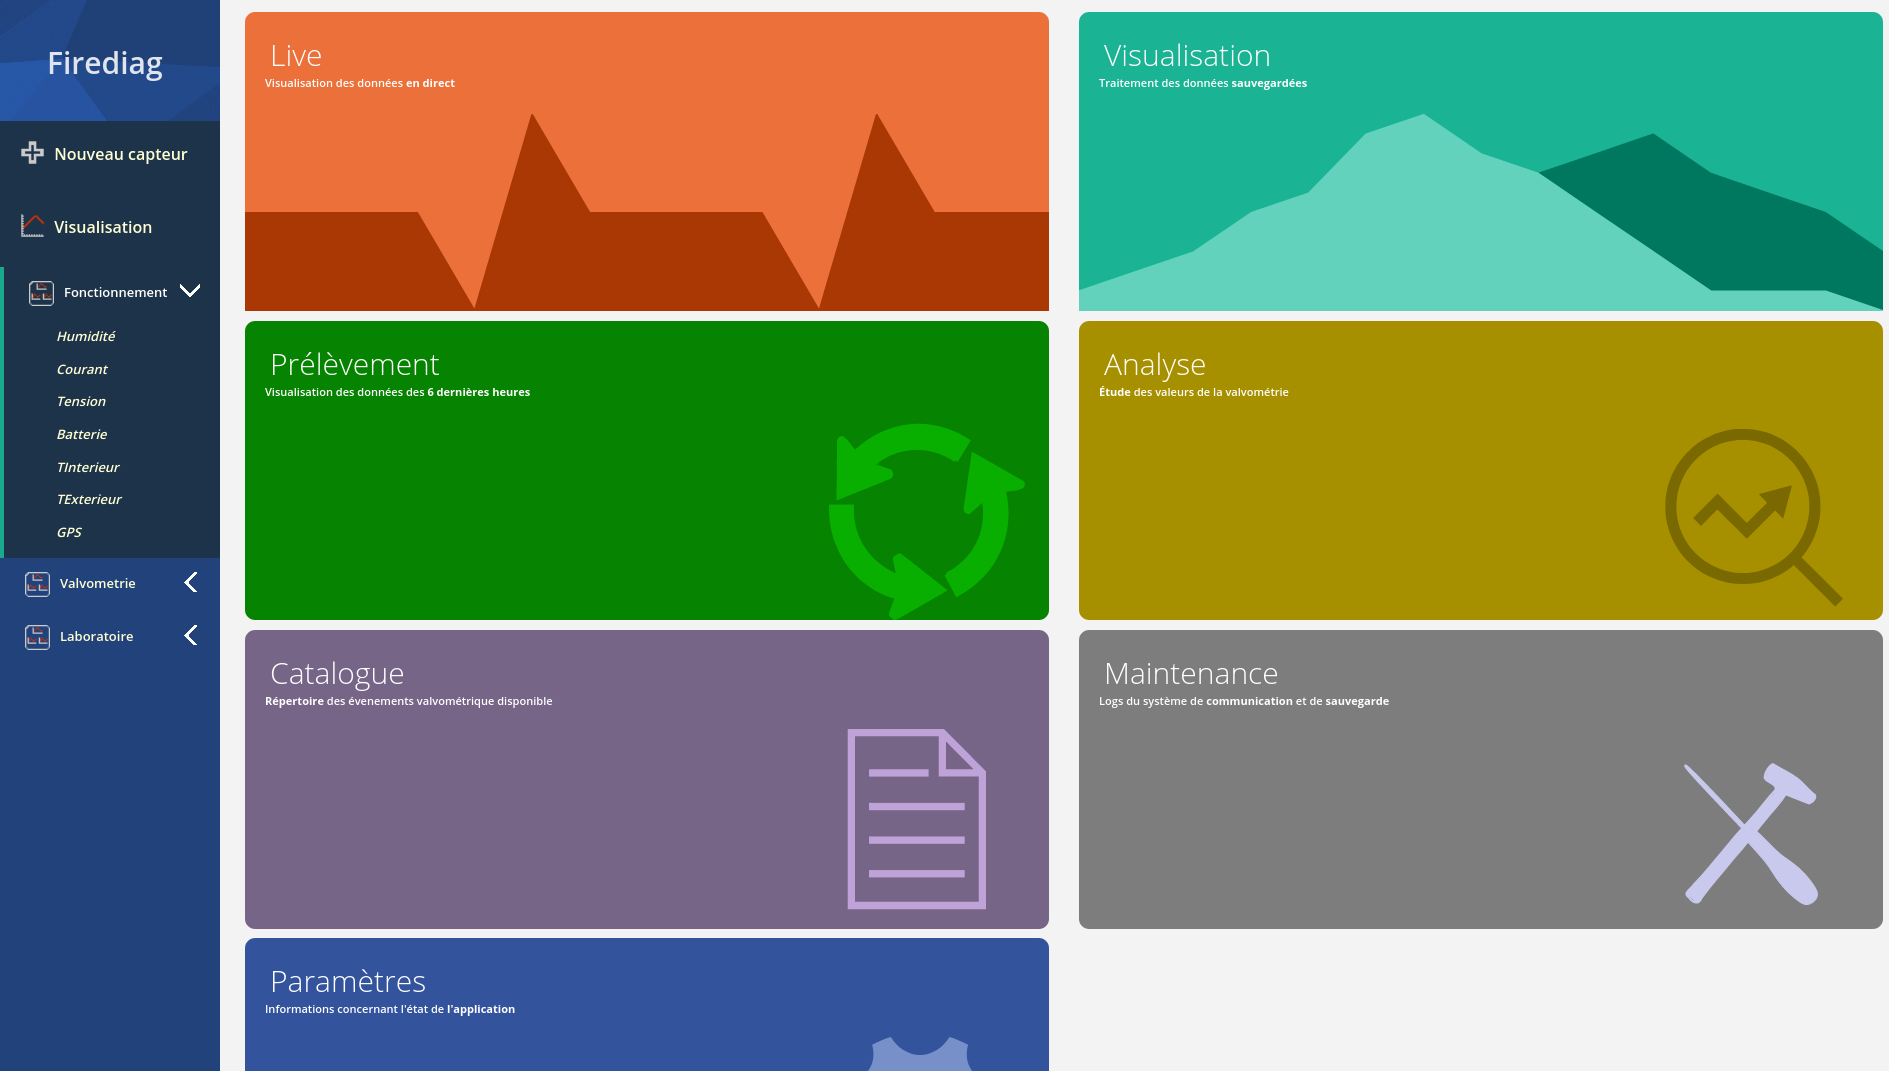 Firediag
Nouveau capteur
Visualisation
Fonctionnement
Humidité
Courant
Tension
Batterie
TInterieur
TExterieur
GPS
Valvometrie
Laboratoire
Live
Visualisation des données en direct
Visualisation
Traitement des données sauvegardées
Prélèvement
Visualisation des données des 6 dernières heures
Analyse
Étude des valeurs de la valvométrie
Catalogue
Répertoire des évenements valvométrique disponible
Maintenance
Logs du système de communication et de sauvegarde
Paramètres
Informations concernant l'état de l'application